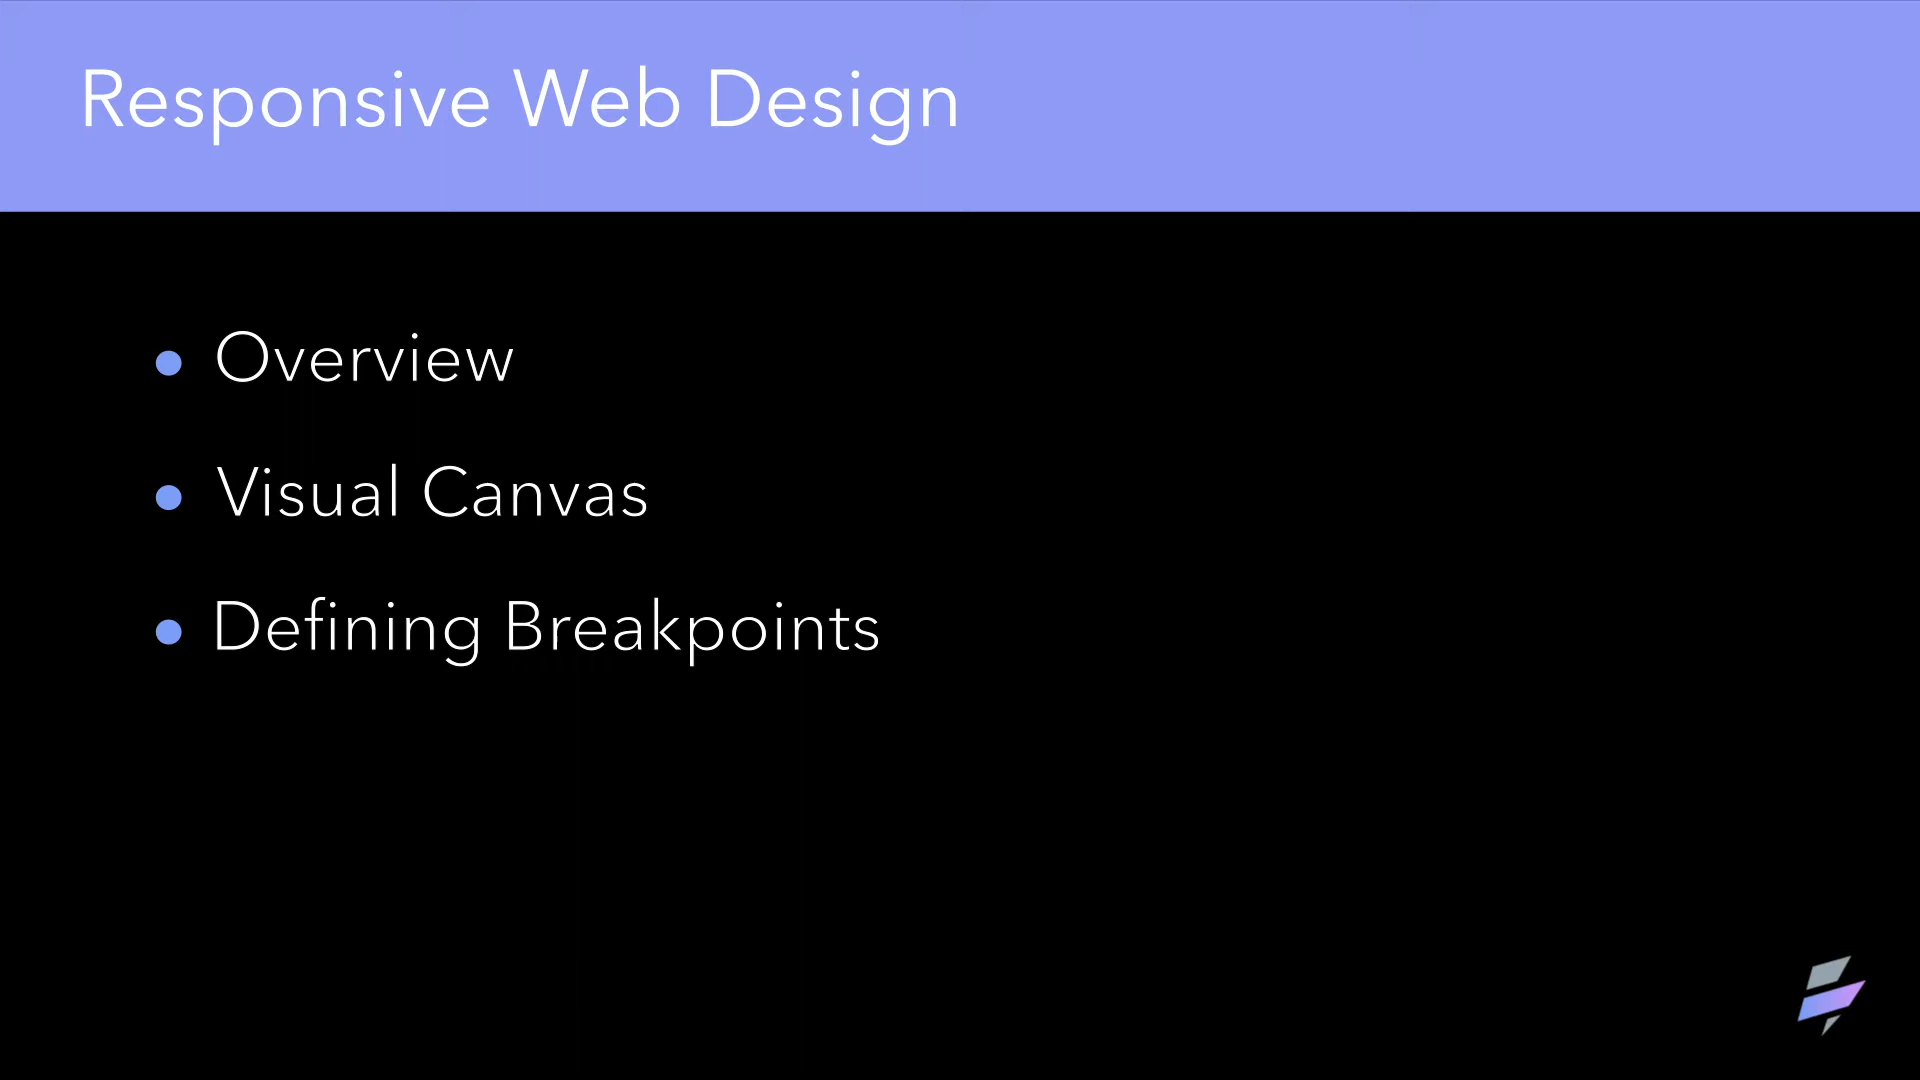 Responsive Web Design
Overview
Visual Canvas
Defining Breakpoints